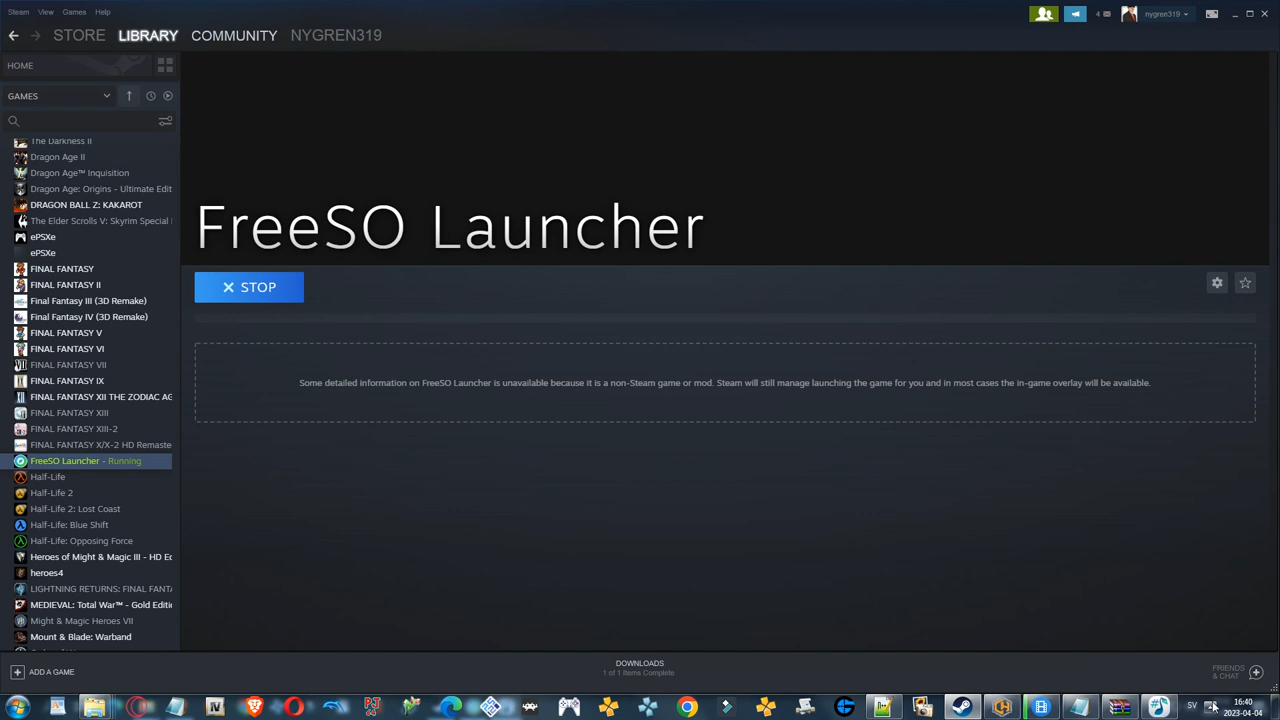 Steam View Games Help
4 nygren319
STORE LIBRARY COMMUNITY NYGREN319
HOME
GAMES
The Darkness II
Dragon Age II
Dragon Age™ Inquisition
Dragon Age: Origins - Ultimate Edit
DRAGON BALL Z: KAKAROT
The Elder Scrolls V: Skyrim Special
ePSXe
ePSXe
FINAL FANTASY
FINAL FANTASY II
Final Fantasy III (3D Remake)
Final Fantasy IV (3D Remake)
FINAL FANTASY V
FINAL FANTASY VI
FINAL FANTASY VII
FINAL FANTASY IX
FINAL FANTASY XII THE ZODIAC AG
FINAL FANTASY XIII
FINAL FANTASY XIII-2
FINAL FANTASY X/X-2 HD Remaste
FreeSO Launcher - Running
Half-Life
Half-Life 2
Half-Life 2: Lost Coast
Half-Life: Blue Shift
Half-Life: Opposing Force
Heroes of Might & Magic III - HD Ed
heroes4
LIGHTNING RETURNS: FINAL FANTA
MEDIEVAL: Total War™ - Gold Editio
Might & Magic Heroes VII
Mount & Blade: Warband
FreeSO Launcher
STOP
Some detailed information on FreeSO Launcher is unavailable because it is a non-Steam game or mod. Steam will still manage launching the game for you and in most cases the in-game overlay will be available.
ADD A GAME
DOWNLOADS
1 of 1 Items Complete
FRIENDS
& CHAT
SV
16:40
2023-04-04